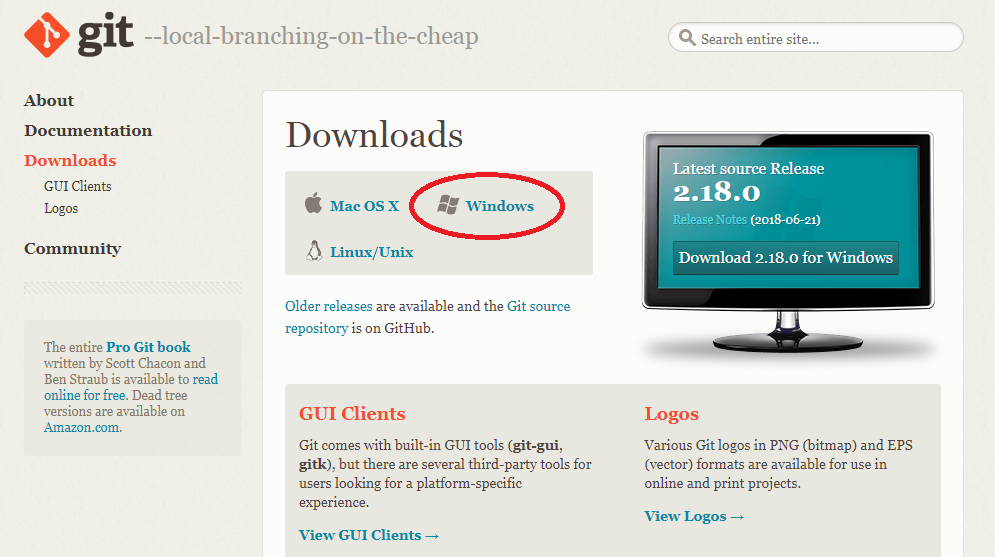 git --local-branching-on-the-cheap
Search entire site...
About
Documentation
Downloads
GUI Clients
Logos
Community
The entire Pro Git book
written by Scott Chacon and
Ben Straub is available to read
online for free. Dead tree
versions are available on
Amazon.com.
Downloads
Mac OS X
Windows
Linux/Unix
Older releases are available and the Git source
repository is on GitHub.
Latest source Release
2.18.0
Release Notes (2018-06-21)
Download 2.18.0 for Windows
GUI Clients
Git comes with built-in GUI tools (git-gui,
gitk), but there are several third-party tools for
users looking for a platform-specific
experience.
View GUI Clients →
Logos
Various Git logos in PNG (bitmap) and EPS
(vector) formats are available for use in
online and print projects.
View Logos →